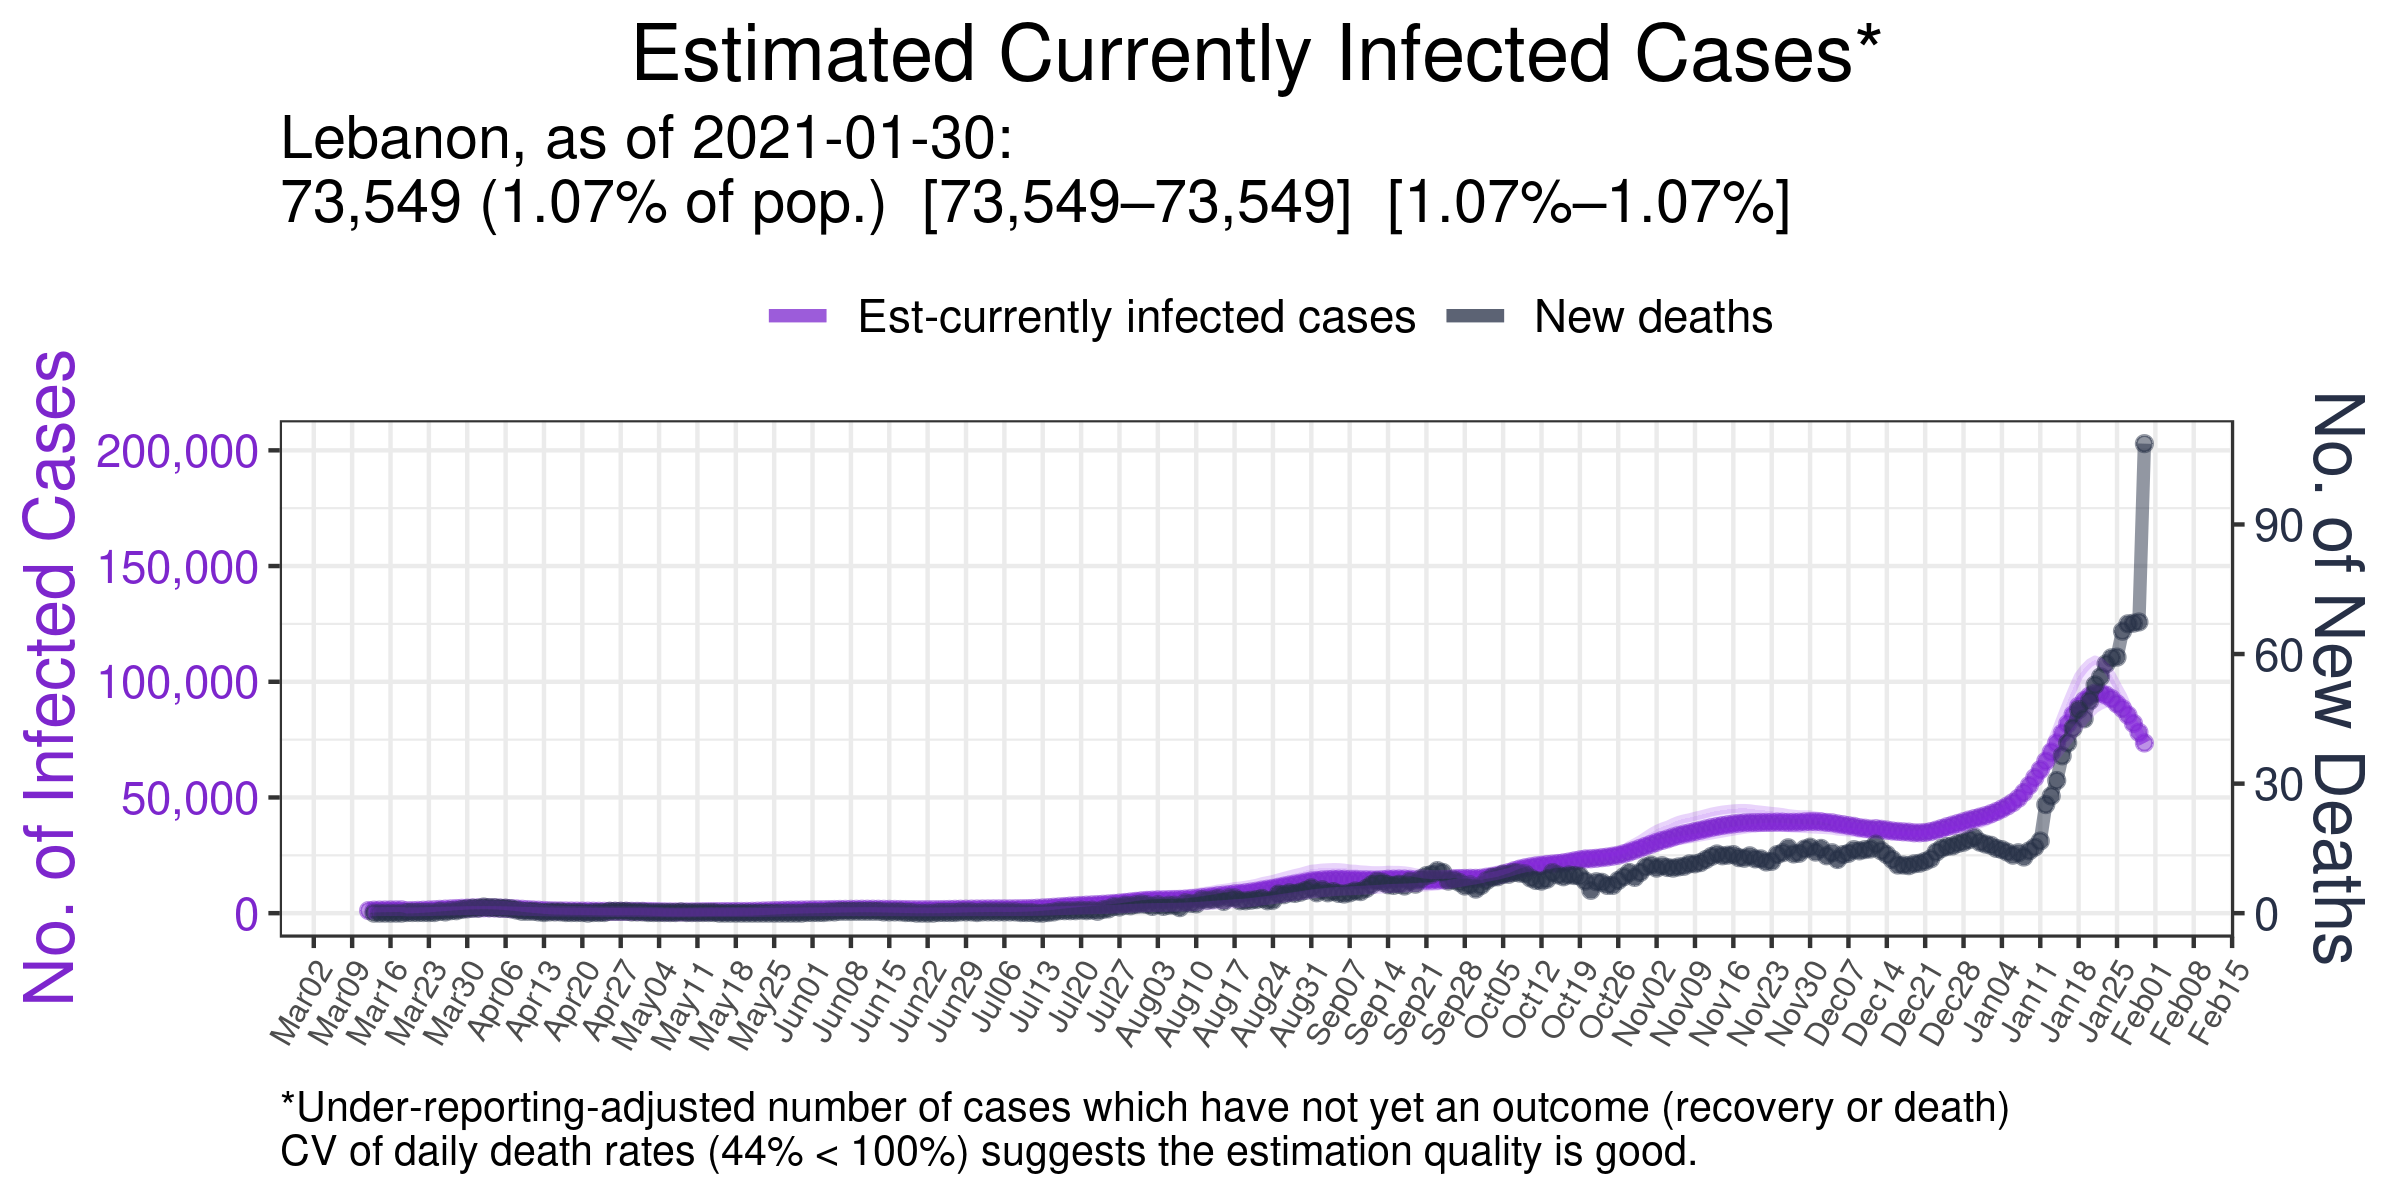 Estimated Currently Infected Cases*
Lebanon, as of 2021-01-30:
73,549 (1.07% of pop.)  [73,549–73,549]  [1.07%–1.07%]
Est-currently infected cases
New deaths
No. of Infected Cases
200,000
150,000
100,000
50,000
0
No. of New Deaths
90
60
30
0
Mar02
Mar09
Mar16
Mar23
Mar30
Apr06
Apr13
Apr20
Apr27
May04
May11
May18
May25
Jun01
Jun08
Jun15
Jun22
Jun29
Jul06
Jul13
Jul20
Jul27
Aug03
Aug10
Aug17
Aug24
Aug31
Sep07
Sep14
Sep21
Sep28
Oct05
Oct12
Oct19
Oct26
Nov02
Nov09
Nov16
Nov23
Nov30
Dec07
Dec14
Dec21
Dec28
Jan04
Jan11
Jan18
Jan25
Feb01
Feb08
Feb15
*Under-reporting-adjusted number of cases which have not yet an outcome (recovery or death)
CV of daily death rates (44% < 100%) suggests the estimation quality is good.